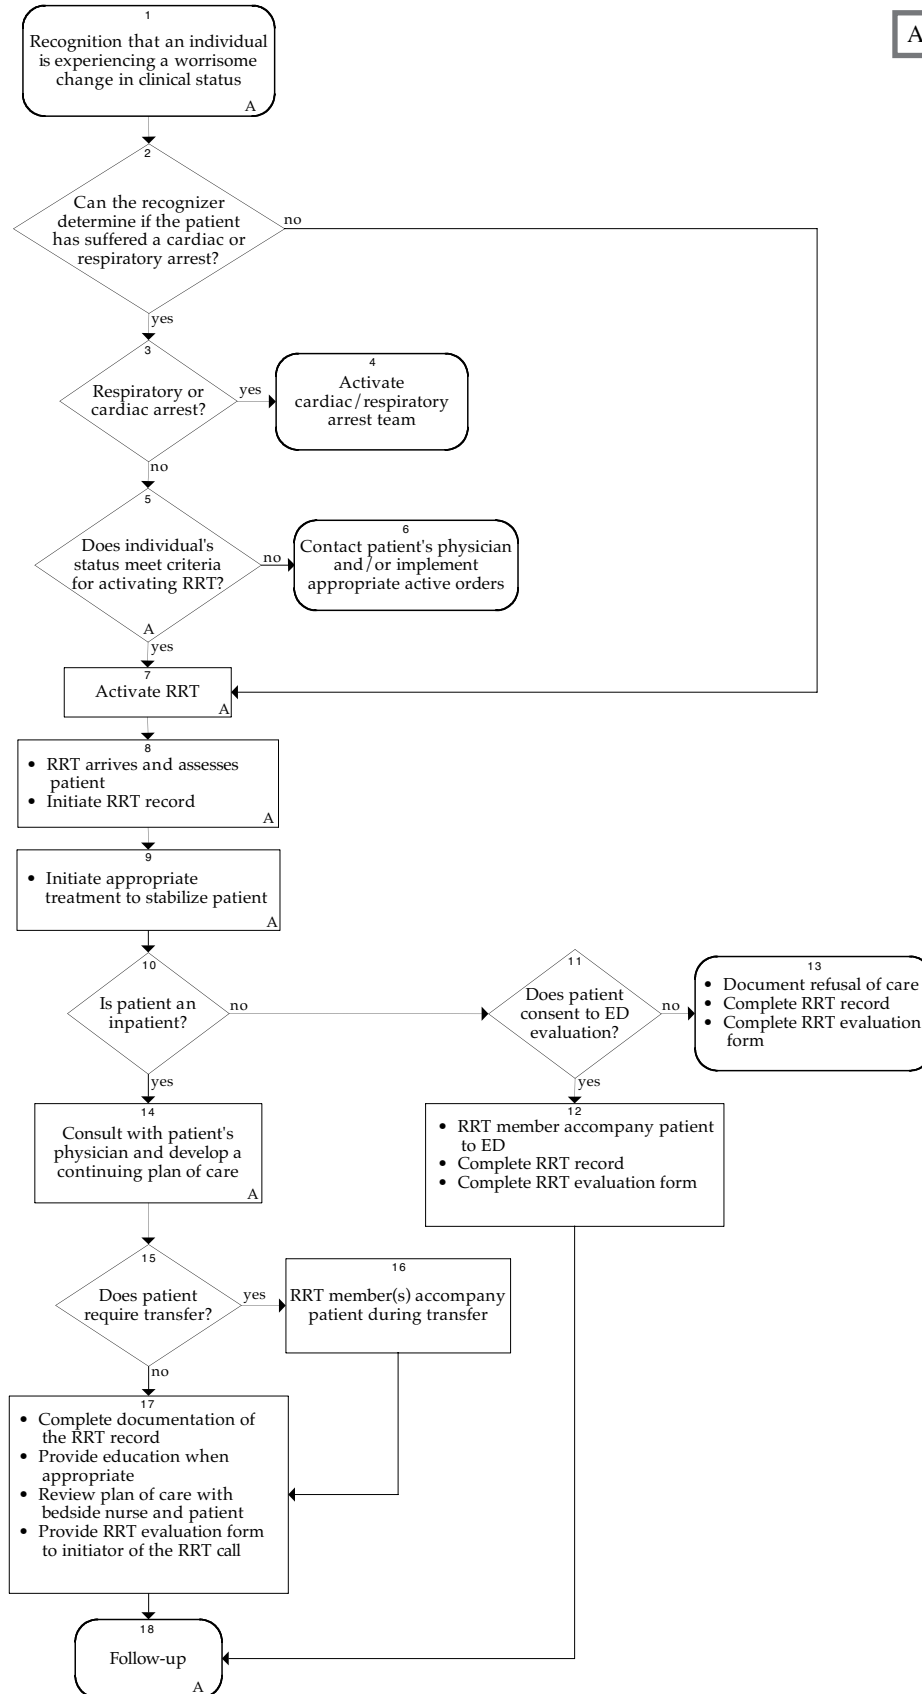 1
Recognition that an individual
is experiencing a worrisome
change in clinical status
A
A
2
Can the recognizer
determine if the patient
has suffered a cardiac or
respiratory arrest?
no
yes
3
Respiratory or
cardiac arrest?
yes
no
4
Activate
cardiac/respiratory
arrest team
5
Does individual's
status meet criteria
for activating RRT?
A
no
yes
6
Contact patient's physician
and/or implement
appropriate active orders
7
Activate RRT
A
8
• RRT arrives and assesses
patient
• Initiate RRT record
A
9
• Initiate appropriate
treatment to stabilize patient
A
10
Is patient an
inpatient?
no
yes
11
Does patient
consent to ED
evaluation?
no
yes
13
• Document refusal of care
• Complete RRT record
• Complete RRT evaluation
form
12
• RRT member accompany patient
to ED
• Complete RRT record
• Complete RRT evaluation form
14
Consult with patient's
physician and develop a
continuing plan of care
A
15
Does patient
require transfer?
yes
no
16
RRT member(s) accompany
patient during transfer
17
• Complete documentation of
the RRT record
• Provide education when
appropriate
• Review plan of care with
bedside nurse and patient
• Provide RRT evaluation form
to initiator of the RRT call
18
Follow-up
A